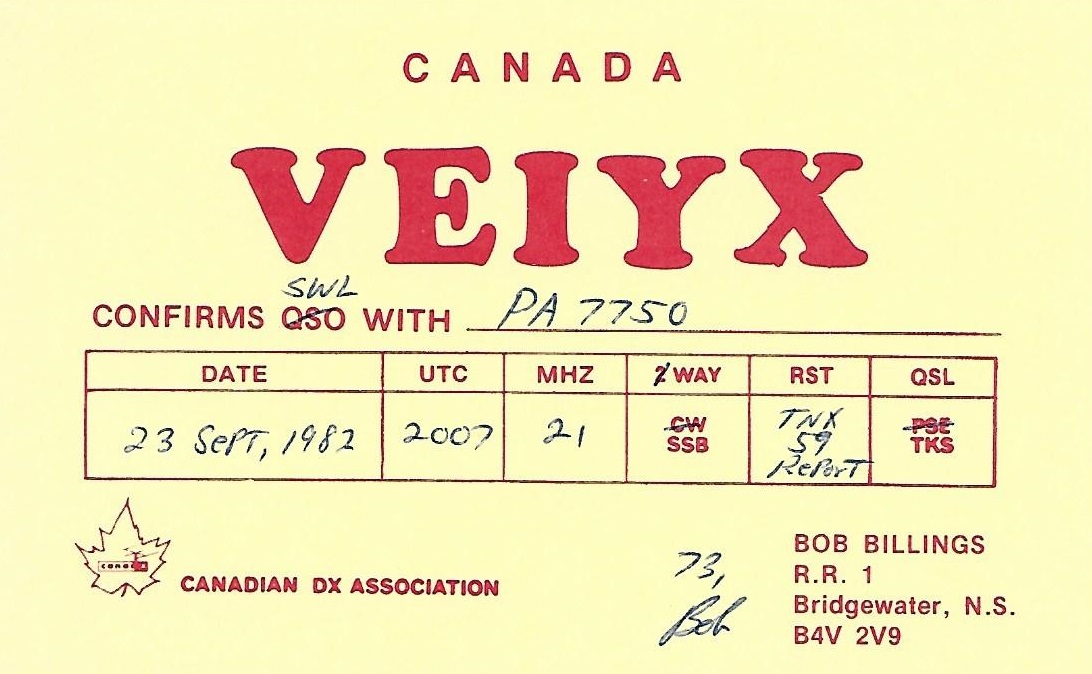 CANADA
VE1YX
SWL
CONFIRMS QSO WITH PA 7750
DATE UTC MHZ 2 WAY RST QSL
23 SEPT, 1982 2007 21 CW SSB TNX 59 REPORT PSE TKS
CANADA
CANADIAN DX ASSOCIATION
73,
Bob
BOB BILLINGS
R.R. 1
Bridgewater, N.S.
B4V 2V9